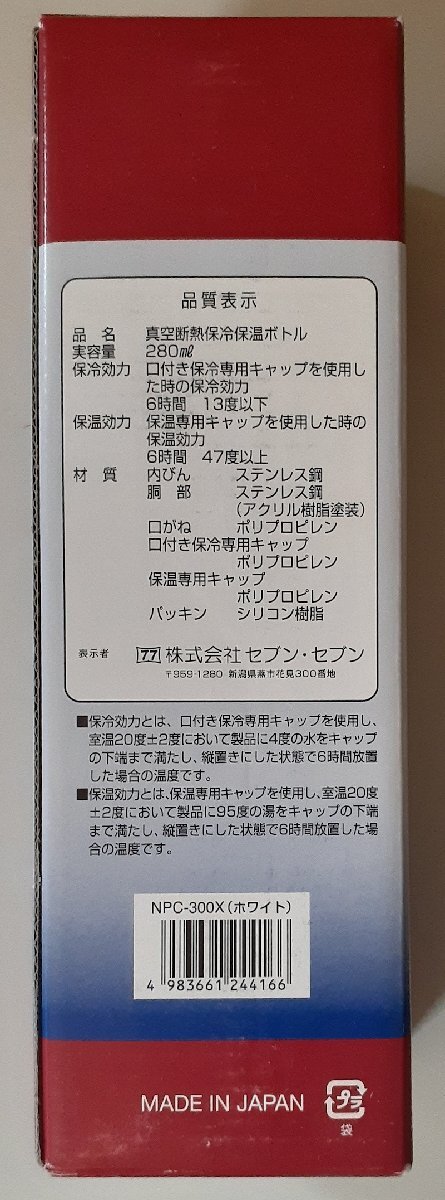 品質表示
品 名 真空断熱保冷保温ボトル
実容量 280㎖
保冷効力 口付き保冷専用キャップを使用し
た時の保冷効力
6時間 13度以下
保温効力 保温専用キャップを使用した時の
保温効力
6時間 47度以上
材 質 内びん ステンレス鋼
胴 部 ステンレス鋼
(アクリル樹脂塗装)
口がね ポリプロピレン
口付き保冷専用キャップ
ポリプロピレン
保温専用キャップ
ポリプロピレン
パッキン シリコン樹脂
表示者 77 株式会社 セブン・セブン
〒959-1280 新潟県燕市花見300番地
■保冷効力とは、口付き保冷専用キャップを使用し、
室温20度±2度において製品に4度の水をキャップ
の下端まで満たし、縦置きにした状態で6時間放置
した場合の温度です。
■保温効力とは、保温専用キャップを使用し、室温20度
±2度において製品に95度の湯をキャップの下端
まで満たし、縦置きにした状態で6時間放置した場
合の温度です。
NPC-300X(ホワイト)
4 983661 244166
MADE IN JAPAN プラ
袋